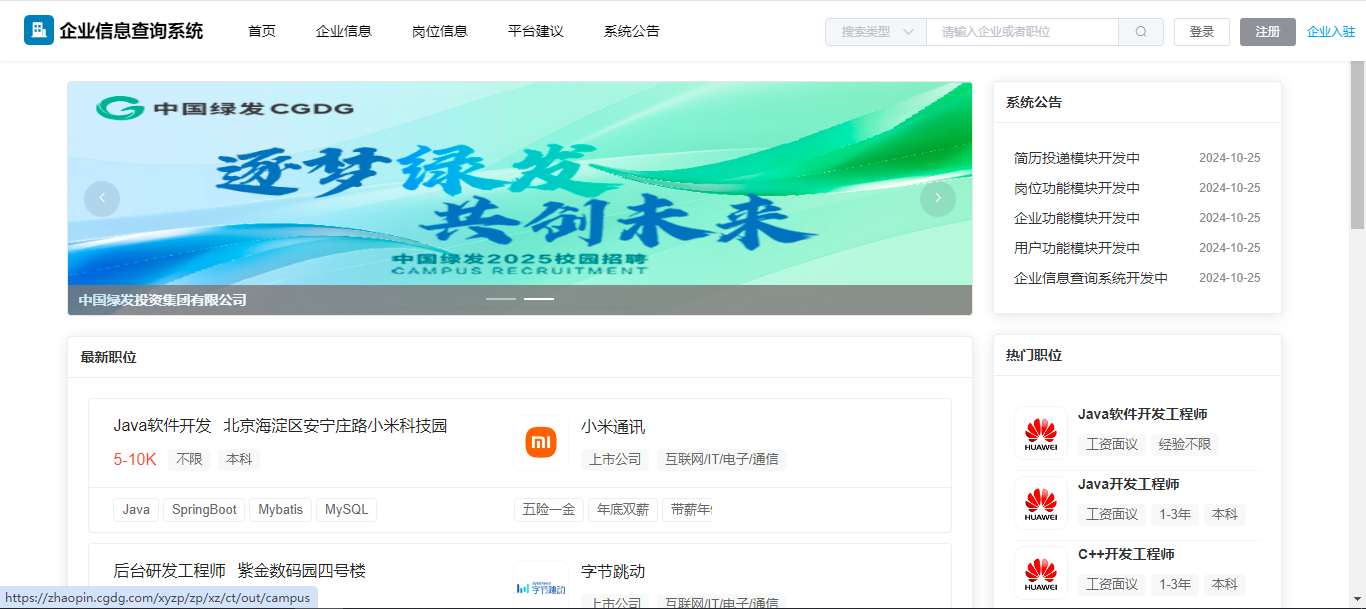 企业信息查询系统 首页 企业信息 岗位信息 平台建议 系统公告 搜索类型 请输入企业或者职位 登录 注册 企业入驻
中国绿发CGDG
逐梦绿发
共创未来
中国绿发2025校园招聘
CAMPUS RECRUITMENT
中国绿发投资集团有限公司
系统公告
简历投递模块开发中 2024-10-25
岗位功能模块开发中 2024-10-25
企业功能模块开发中 2024-10-25
用户功能模块开发中 2024-10-25
企业信息查询系统开发中 2024-10-25
最新职位
Java软件开发 北京海淀区安宁庄路小米科技园
5-10K 不限 本科
小米通讯
上市公司 互联网/IT/电子/通信
Java SpringBoot Mybatis MySQL
五险一金 年底双薪 带薪年
后台研发工程师 紫金数码园四号楼
字节跳动
字节跳动
上市公司 互联网/IT/电子/通信
热门职位
HUAWEI
Java软件开发工程师
工资面议 经验不限
HUAWEI
Java开发工程师
工资面议 1-3年 本科
HUAWEI
C++开发工程师
工资面议 1-3年 本科
https://zhaopin.cgdg.com/xyzp/zp/xz/ct/out/campus